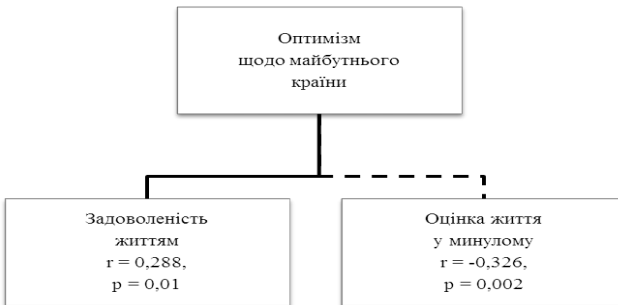 Оптимізм
щодо майбутнього
країни
Задоволеність
життям
r = 0,288,
p = 0,01
Оцінка життя
у минулому
r = -0,326,
p = 0,002